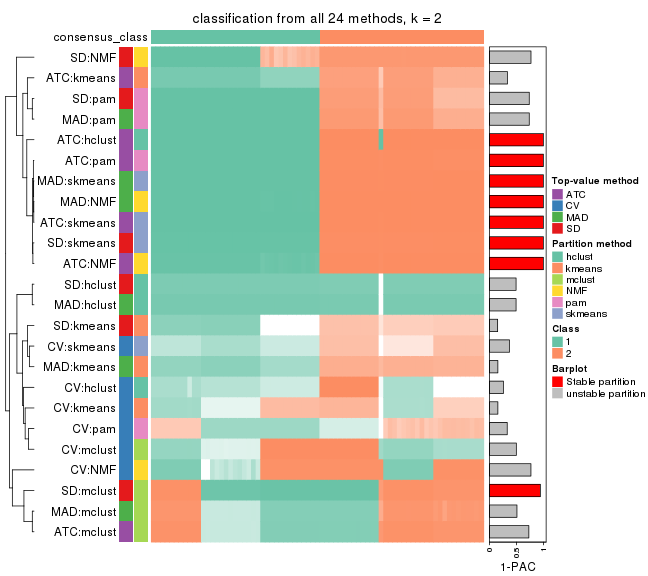 classification from all 24 methods, k = 2
consensus_class
SD:NMF
ATC:kmeans
SD:pam
MAD:pam
ATC:hclust
ATC:pam
MAD:skmeans
MAD:NMF
ATC:skmeans
SD:skmeans
ATC:NMF
SD:hclust
MAD:hclust
SD:kmeans
CV:skmeans
MAD:kmeans
CV:hclust
CV:kmeans
CV:pam
CV:mclust
CV:NMF
SD:mclust
MAD:mclust
ATC:mclust
0
0.5
1
1-PAC
Top-value method
ATC
CV
MAD
SD
Partition method
hclust
kmeans
mclust
NMF
pam
skmeans
Class
1
2
Barplot
Stable partition
unstable partition